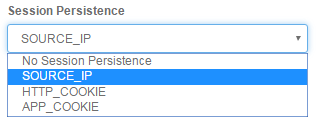 Session Persistence
SOURCE_IP
No Session Persistence
SOURCE_IP
HTTP_COOKIE
APP_COOKIE